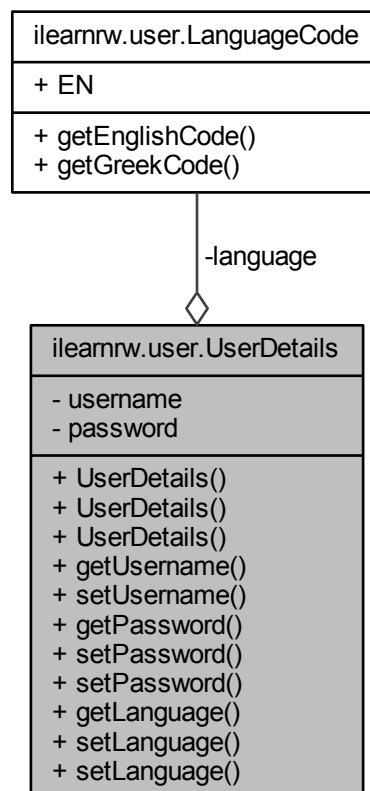 ilearnrw.user.LanguageCode
+ EN
+ getEnglishCode()
+ getGreekCode()
-language
ilearnrw.user.UserDetails
- username
- password
+ UserDetails()
+ UserDetails()
+ UserDetails()
+ getUsername()
+ setUsername()
+ getPassword()
+ setPassword()
+ setPassword()
+ getLanguage()
+ setLanguage()
+ setLanguage()